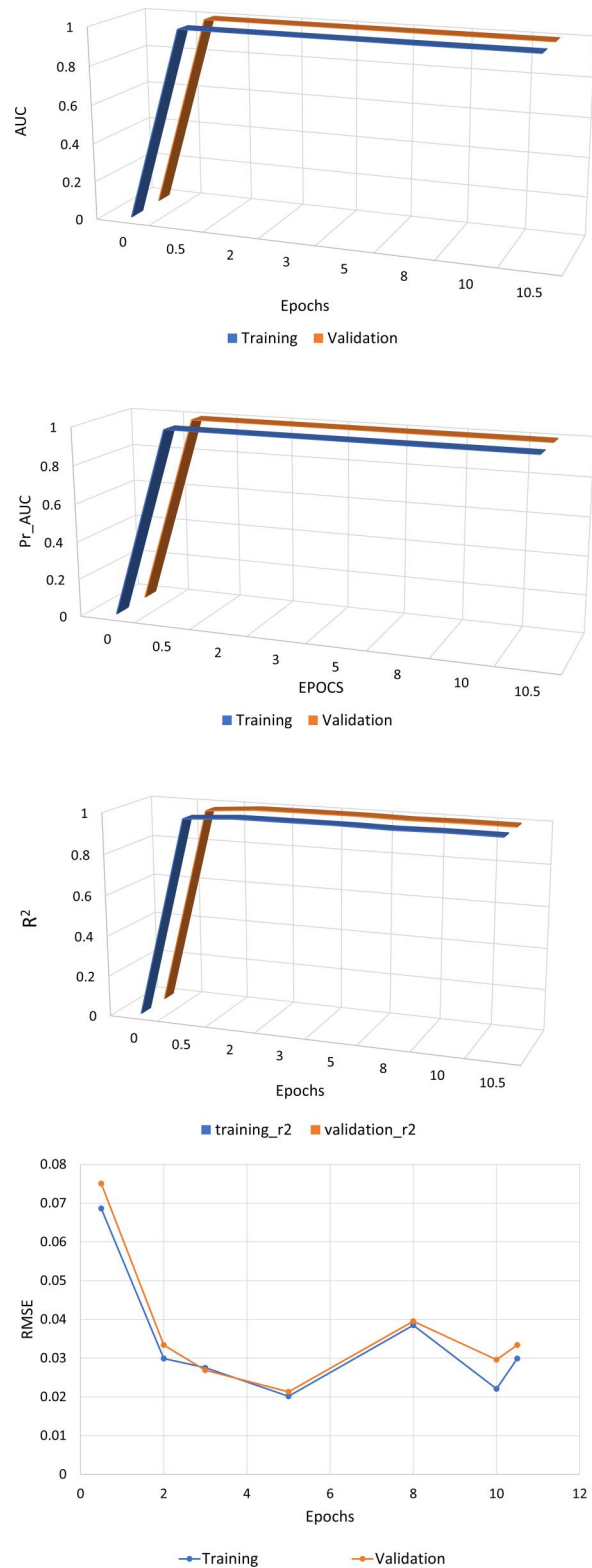 1
0.8
0.6
0.4
0.2
0
AUC
0 0.5 2 3 5 8 10 10.5
Epochs
Training Validation
1
0.8
0.6
0.4
0.2
0
Pr_AUC
0 0.5 2 3 5 8 10 10.5
EPOCS
Training Validation
1
0.8
0.6
0.4
0.2
0
R²
0 0.5 2 3 5 8 10 10.5
Epochs
training_r2 validation_r2
0.08
0.07
0.06
0.05
0.04
0.03
0.02
0.01
0
RMSE
0 2 4 6 8 10 12
Epochs
Training Validation